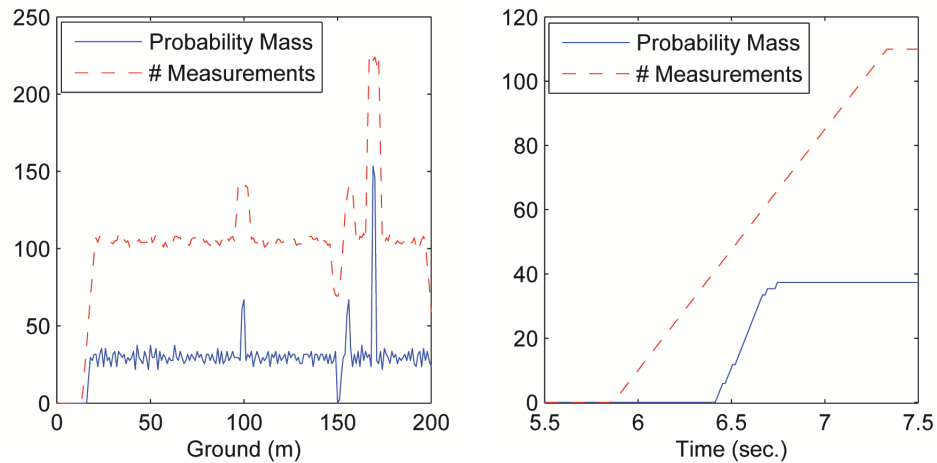 250
200
150
100
50
0
Probability Mass
# Measurements
0 50 100 150 200
Ground (m)
120
100
80
60
40
20
0
Probability Mass
# Measurements
5.5 6 6.5 7 7.5
Time (sec.)